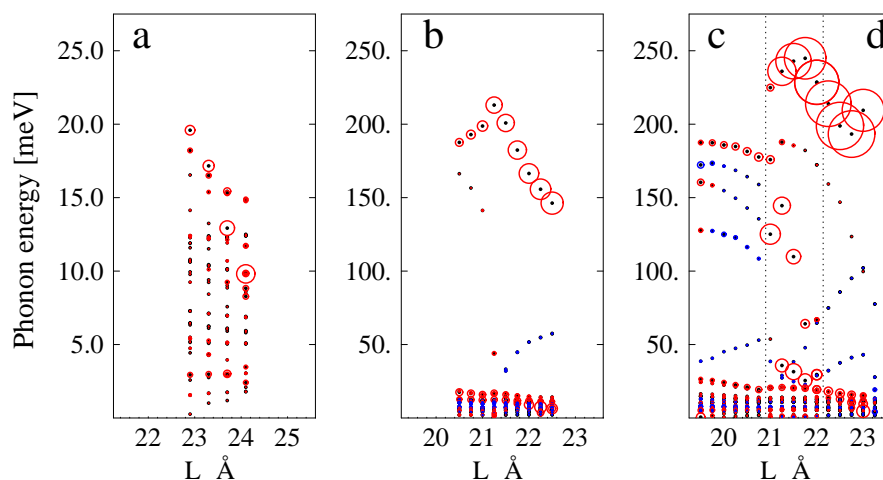 a b c d
25.0 250. 250.
20.0 200. 200.
15.0 150. 150.
10.0 100. 100.
5.0 50. 50.
Phonon energy [meV]
22 23 24 25 20 21 22 23 20 21 22 23
L Å L Å L Å